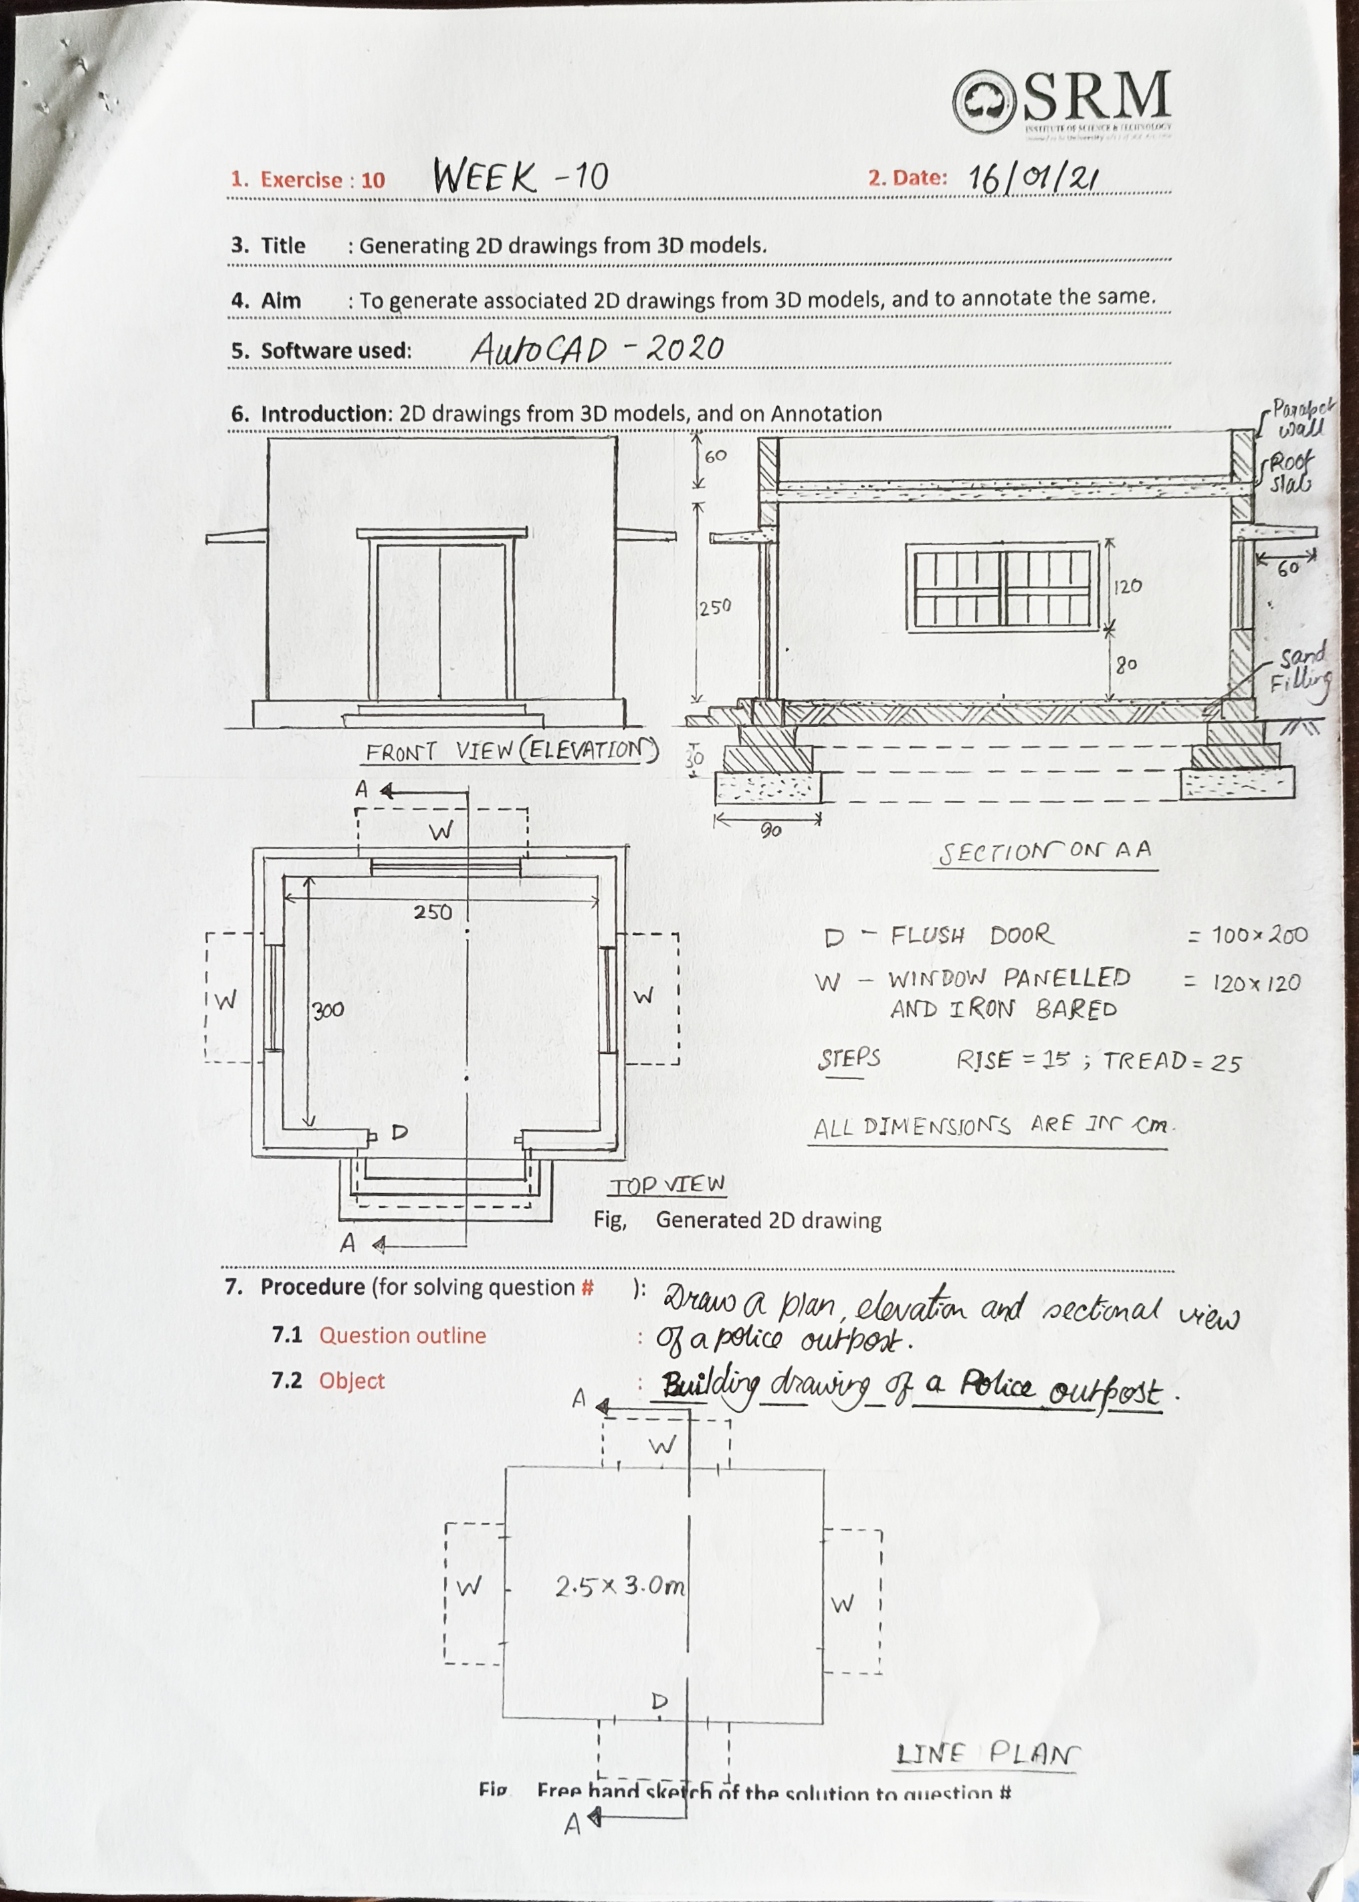 SRM
INSTITUTE OF SCIENCE & TECHNOLOGY
1. Exercise : 10 WEEK - 10 2. Date: 16/01/21
3. Title : Generating 2D drawings from 3D models.
4. Aim : To generate associated 2D drawings from 3D models, and to annotate the same.
5. Software used: AutoCAD - 2020
6. Introduction: 2D drawings from 3D models, and on Annotation
Parapet
wall
Roof
slab
60
250
120
80
60
Sand
Filling
30
90
FRONT VIEW (ELEVATION)
SECTION ON AA
A
W
250
W
300
W
D
A
TOP VIEW
D - FLUSH DOOR = 100 x 200
W - WINDOW PANELLED = 120 x 120
AND IRON BARED
STEPS RISE = 15 ; TREAD = 25
ALL DIMENSIONS ARE IN cm.
Fig, Generated 2D drawing
7. Procedure (for solving question # ): Draw a plan, elevation and sectional view
7.1 Question outline : of a police outpost.
7.2 Object : Building drawing of a Police outpost.
A
W
W
2.5 x 3.0m
W
D
LINE PLAN
Fig Free hand sketch of the solution to question #
A